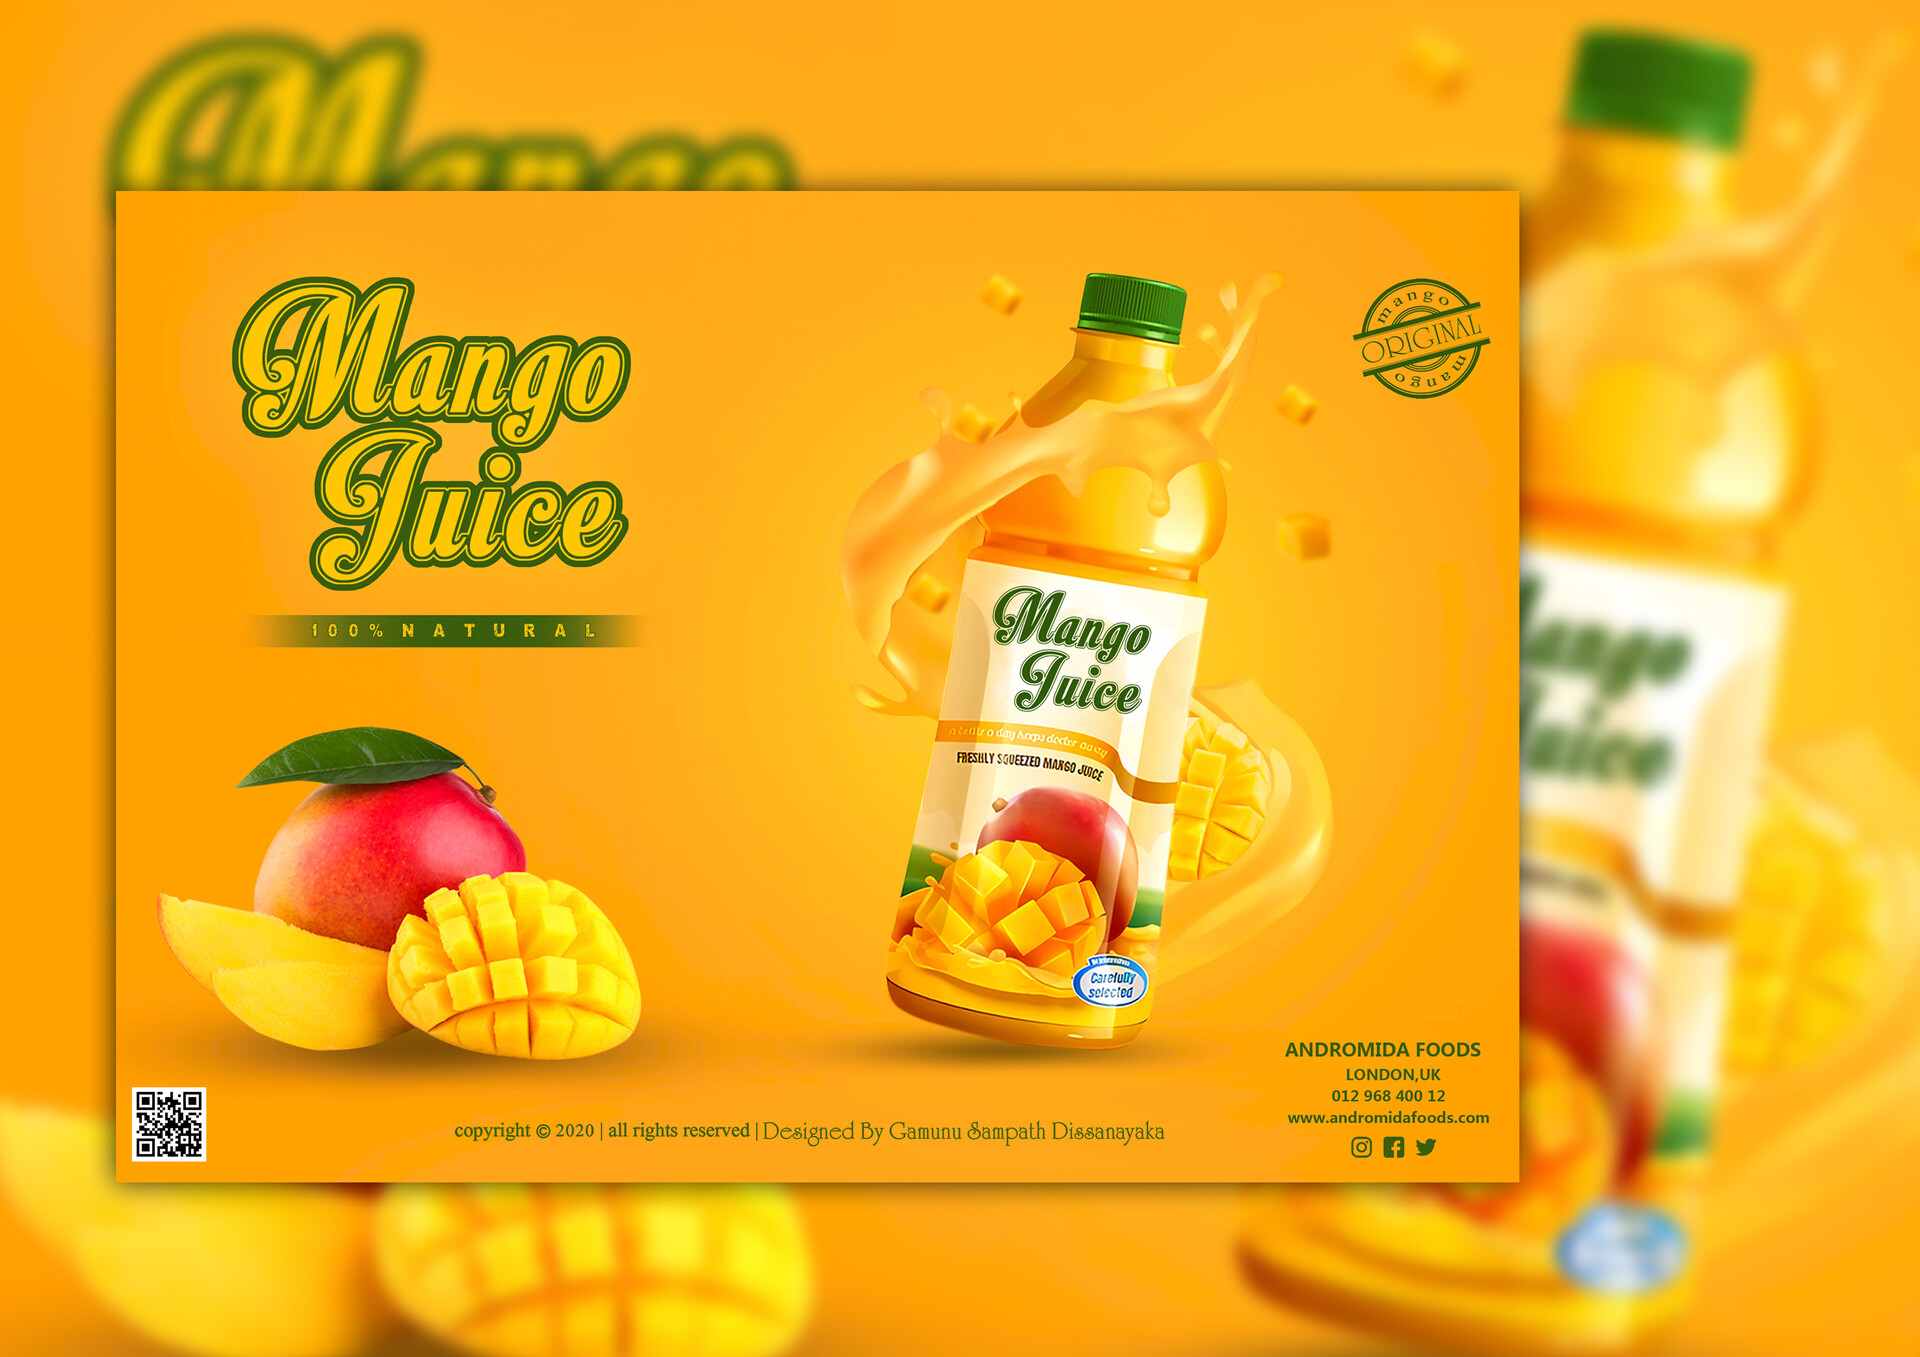 Mango
Mango
Juice
100% NATURAL
mango
ORIGINAL
mango
Mango
Juice
a bottle a day keeps docter away
FRESHLY SQUEEZED MANGO JUICE
Carefully
selected
ANDROMIDA FOODS
LONDON,UK
012 968 400 12
www.andromidafoods.com
copyright © 2020 | all rights reserved | Designed By Gamunu Sampath Dissanayaka